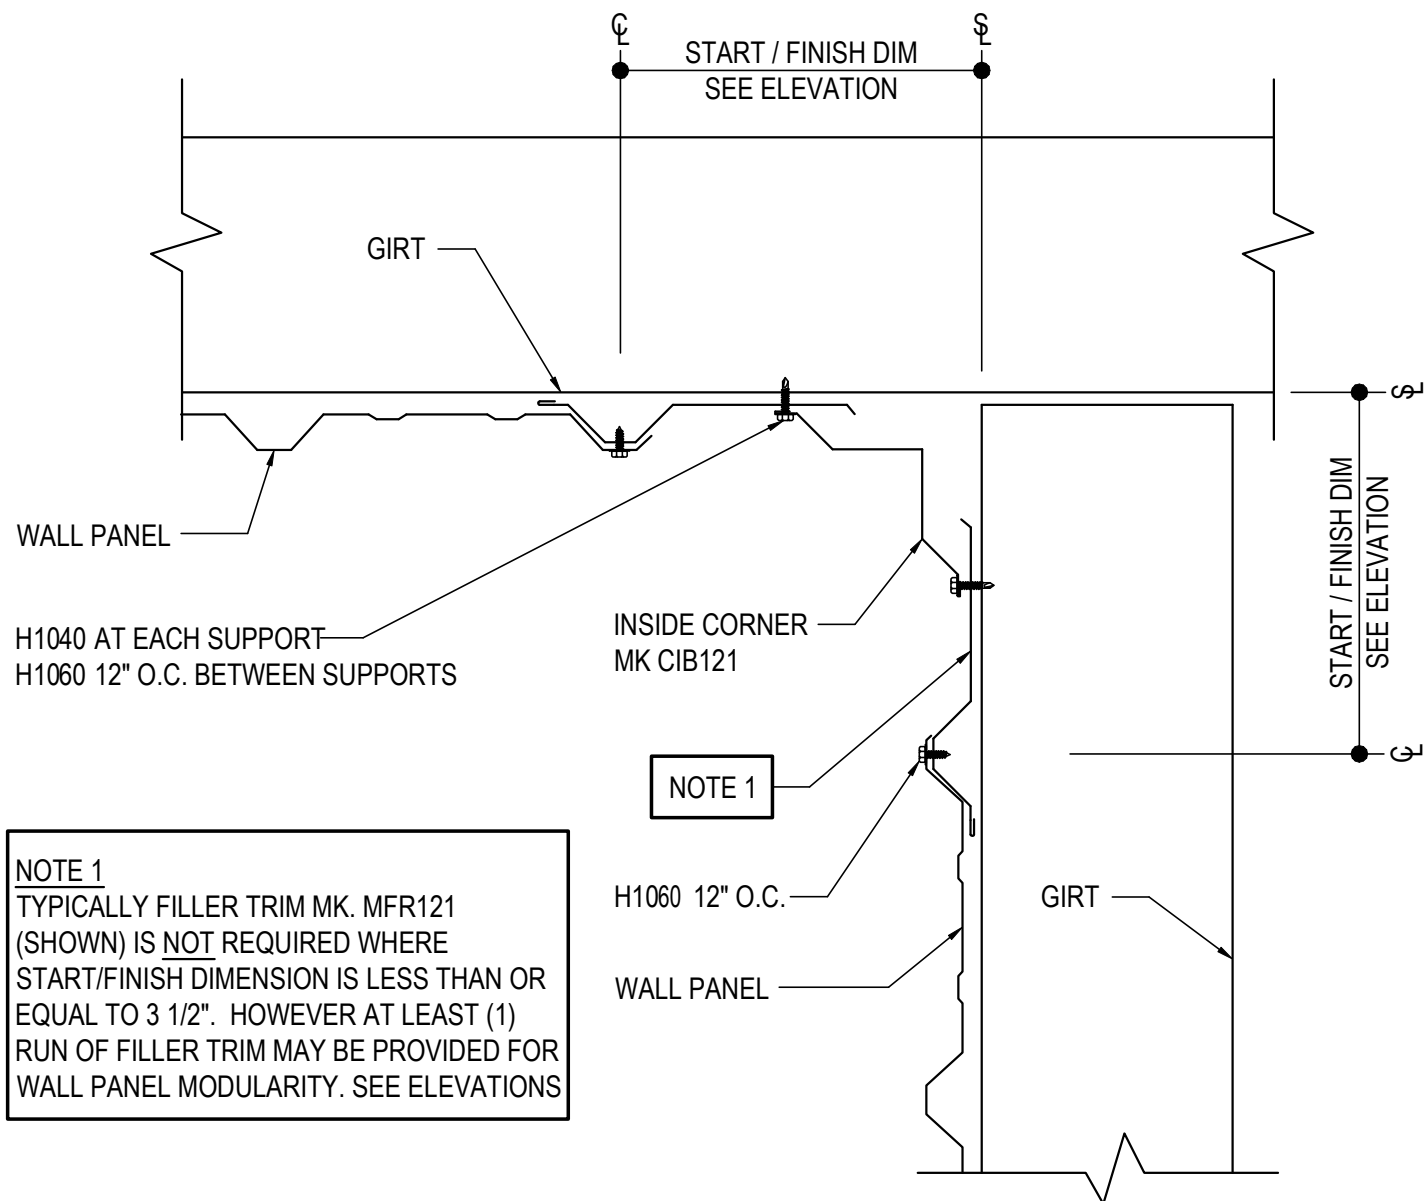 ℄
SL
START / FINISH DIM
SEE ELEVATION
GIRT
SL
WALL PANEL
START / FINISH DIM
SEE ELEVATION
H1040 AT EACH SUPPORT
H1060 12" O.C. BETWEEN SUPPORTS
INSIDE CORNER
MK CIB121
℄
NOTE 1
H1060 12" O.C.
GIRT
WALL PANEL
NOTE 1
TYPICALLY FILLER TRIM MK. MFR121
(SHOWN) IS NOT REQUIRED WHERE
START/FINISH DIMENSION IS LESS THAN OR
EQUAL TO 3 1/2". HOWEVER AT LEAST (1)
RUN OF FILLER TRIM MAY BE PROVIDED FOR
WALL PANEL MODULARITY. SEE ELEVATIONS